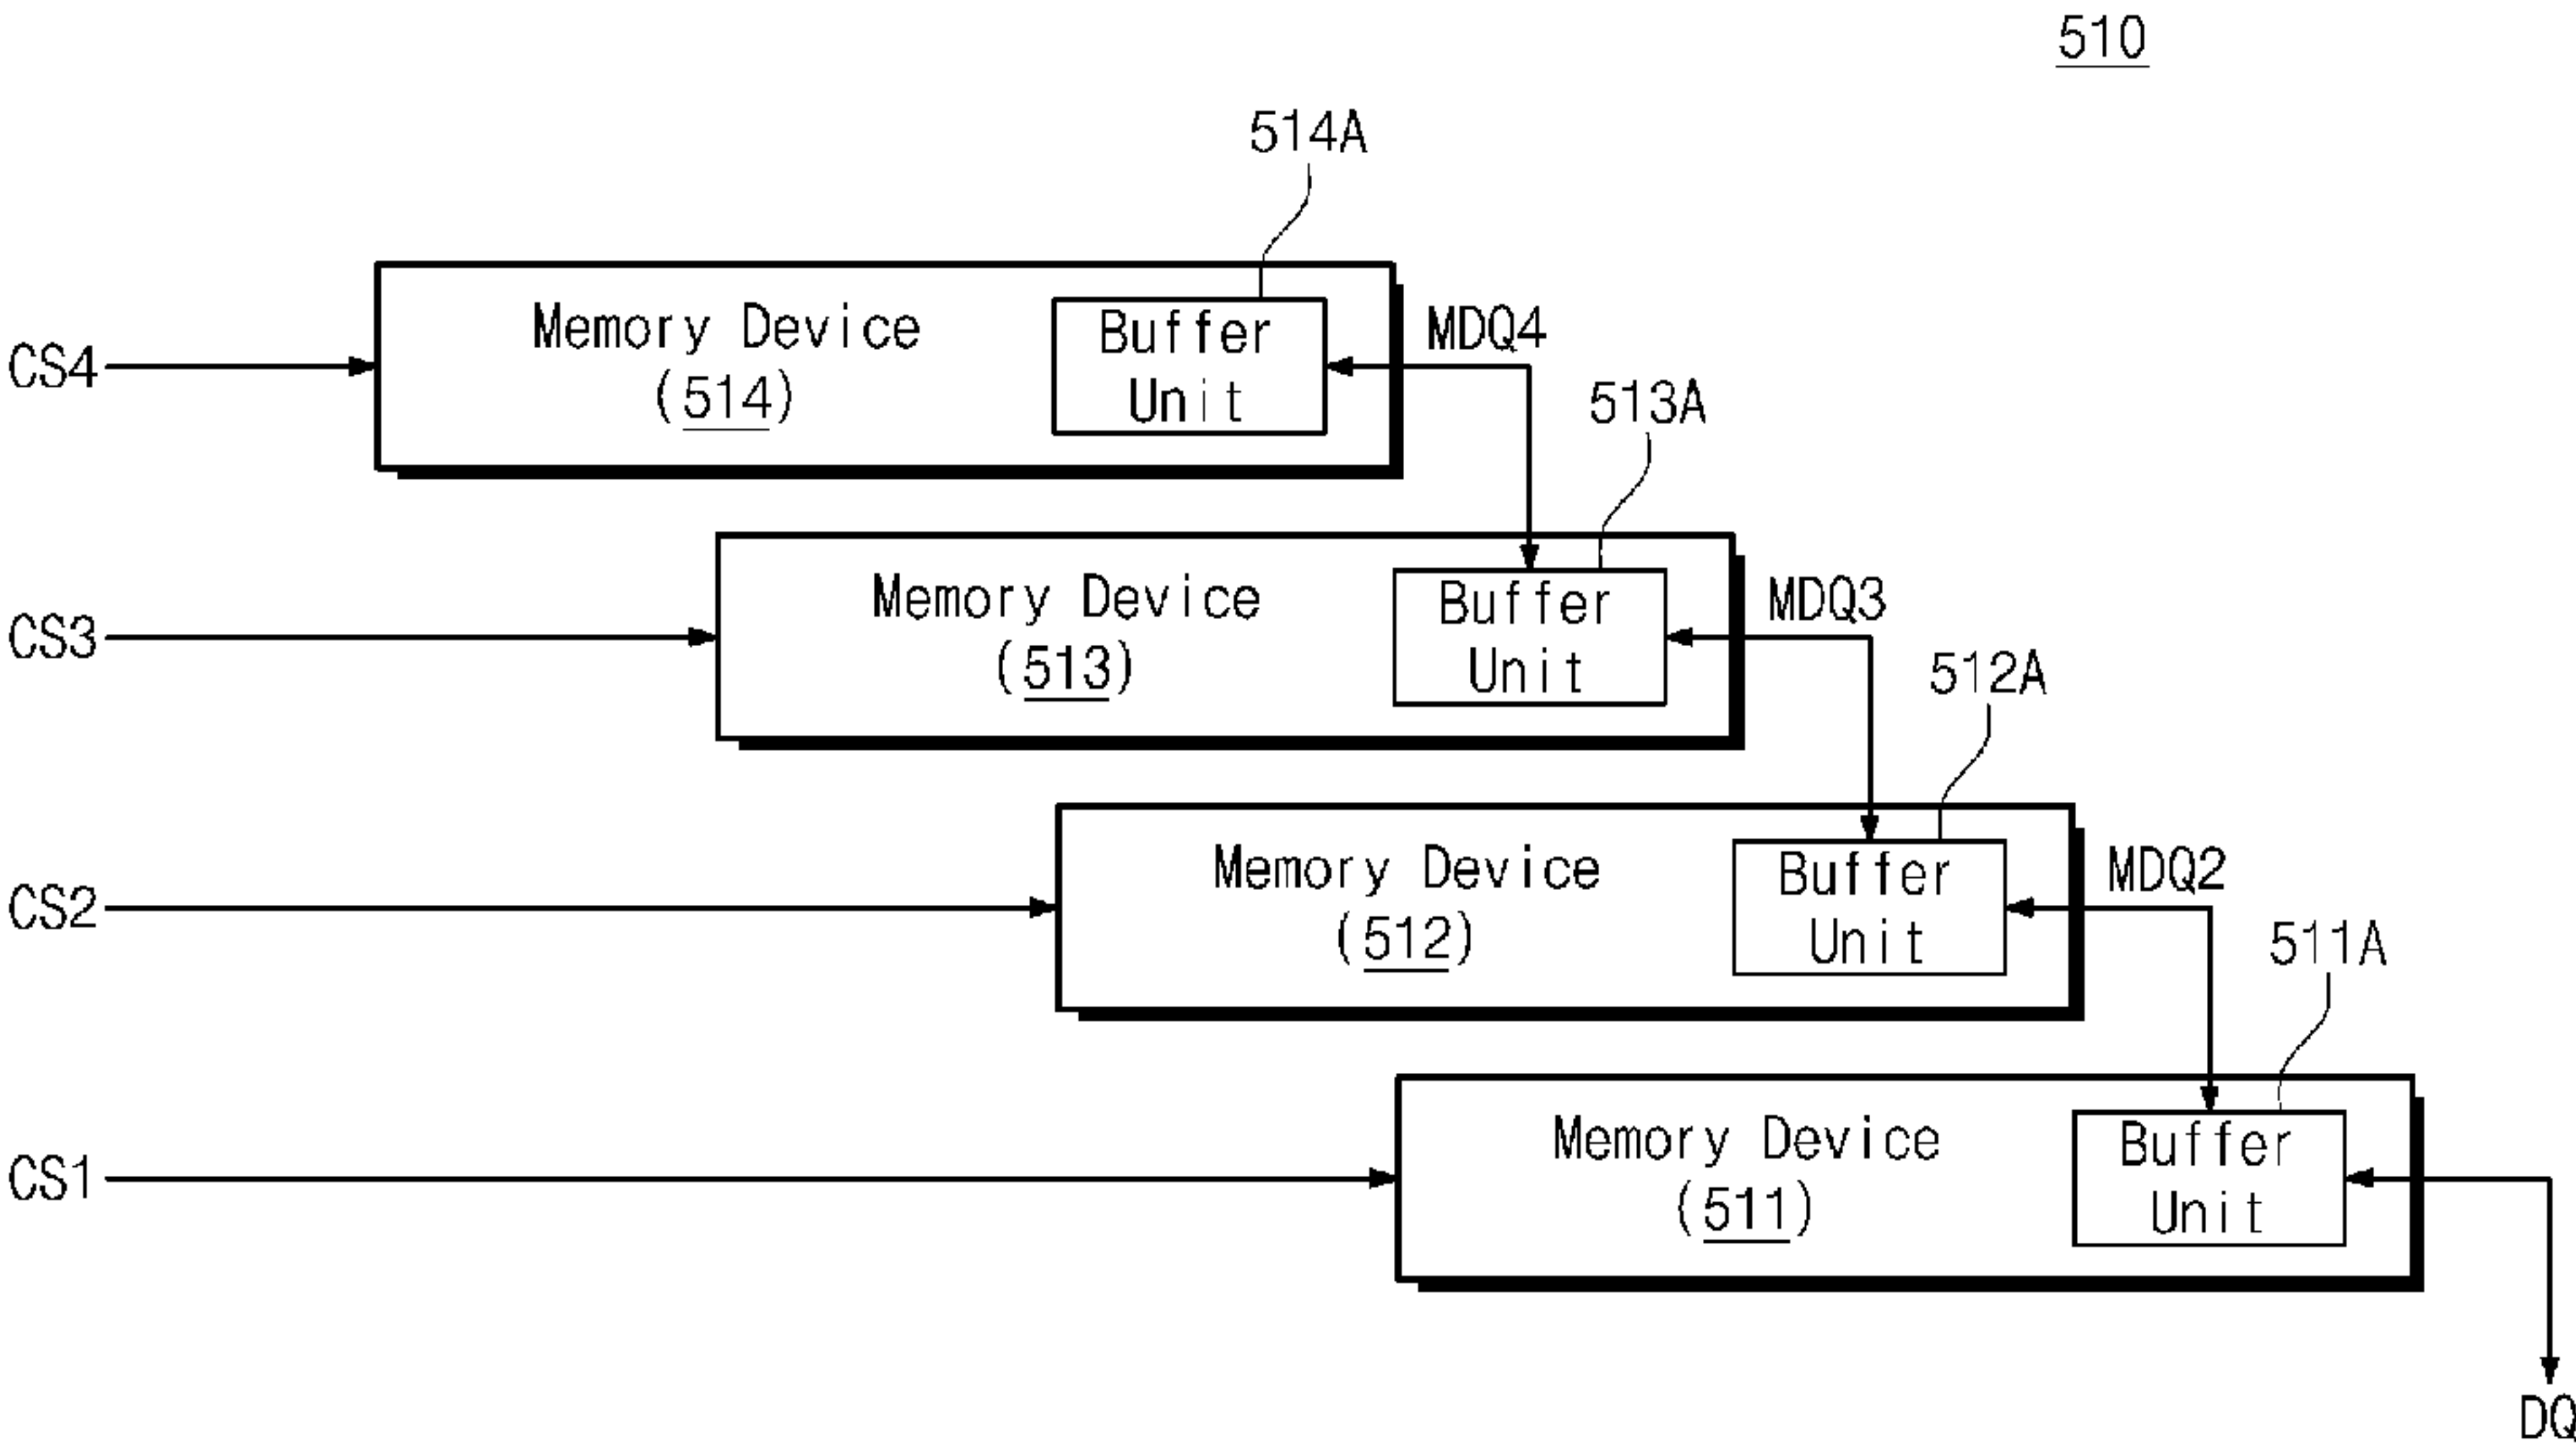 510
514A
Memory Device
(514)
Buffer
Unit
MDQ4
CS4
513A
Memory Device
(513)
Buffer
Unit
MDQ3
CS3
512A
Memory Device
(512)
Buffer
Unit
MDQ2
CS2
511A
Memory Device
(511)
Buffer
Unit
CS1
DQ